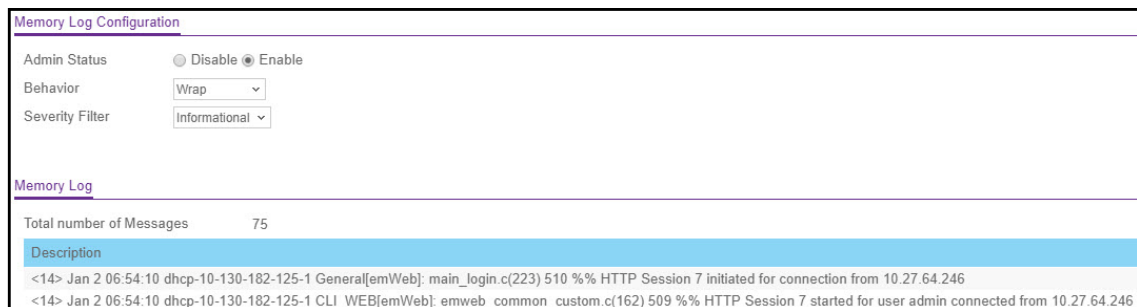 Memory Log Configuration
Admin Status Disable Enable
Behavior Wrap
Severity Filter Informational
Memory Log
Total number of Messages 75
Description
<14> Jan 2 06:54:10 dhcp-10-130-182-125-1 General[emWeb]: main_login.c(223) 510 %% HTTP Session 7 initiated for connection from 10.27.64.246
<14> Jan 2 06:54:10 dhcp-10-130-182-125-1 CLI_WEB[emWeb]: emweb_common_custom.c(162) 509 %% HTTP Session 7 started for user admin connected from 10.27.64.246